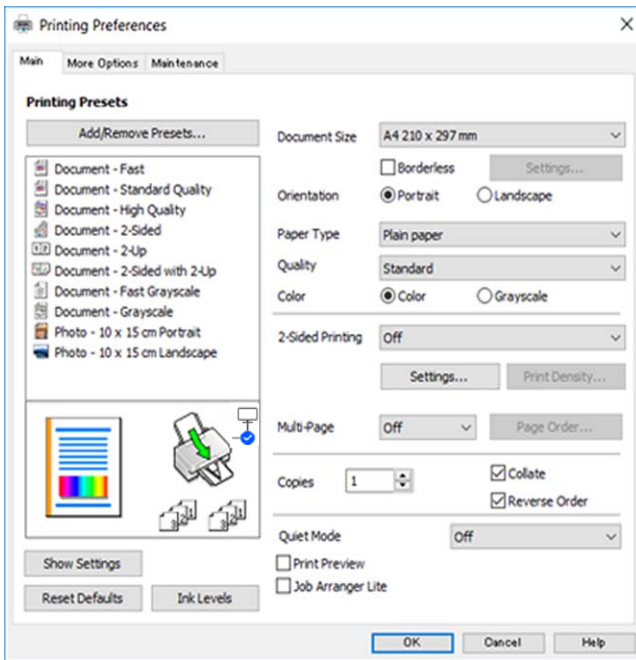 Printing Preferences
Main More Options Maintenance
Printing Presets
Add/Remove Presets...
Document - Fast
Document - Standard Quality
Document - High Quality
Document - 2-Sided
Document - 2-Up
Document - 2-Sided with 2-Up
Document - Fast Grayscale
Document - Grayscale
Photo - 10 x 15 cm Portrait
Photo - 10 x 15 cm Landscape
Show Settings
Reset Defaults Ink Levels
Document Size A4 210 x 297 mm
Borderless Settings...
Orientation Portrait Landscape
Paper Type Plain paper
Quality Standard
Color Color Grayscale
2-Sided Printing Off
Settings... Print Density...
Multi-Page Off Page Order...
Copies 1 Collate
Reverse Order
Quiet Mode Off
Print Preview
Job Arranger Lite
OK Cancel Help